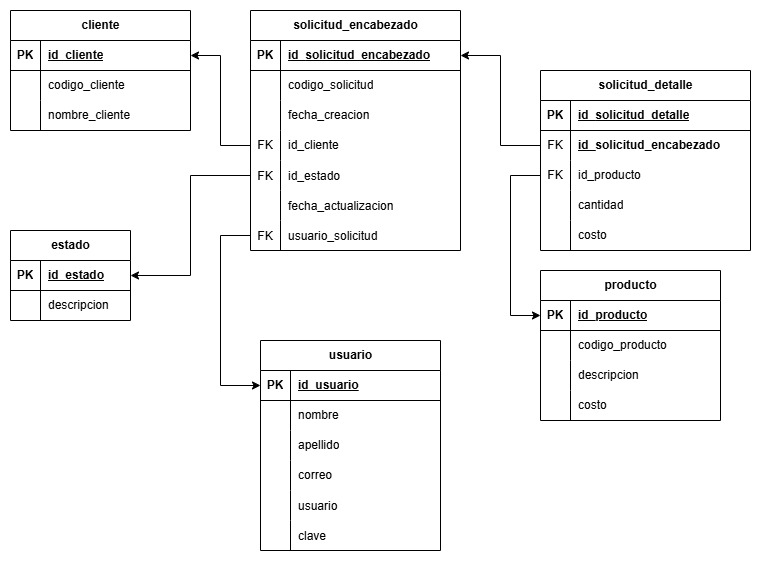 cliente
PK id_cliente
codigo_cliente
nombre_cliente
solicitud_encabezado
PK id_solicitud_encabezado
codigo_solicitud
fecha_creacion
FK id_cliente
FK id_estado
fecha_actualizacion
FK usuario_solicitud
solicitud_detalle
PK id_solicitud_detalle
FK id_solicitud_encabezado
FK id_producto
cantidad
costo
estado
PK id_estado
descripcion
producto
PK id_producto
codigo_producto
descripcion
costo
usuario
PK id_usuario
nombre
apellido
correo
usuario
clave